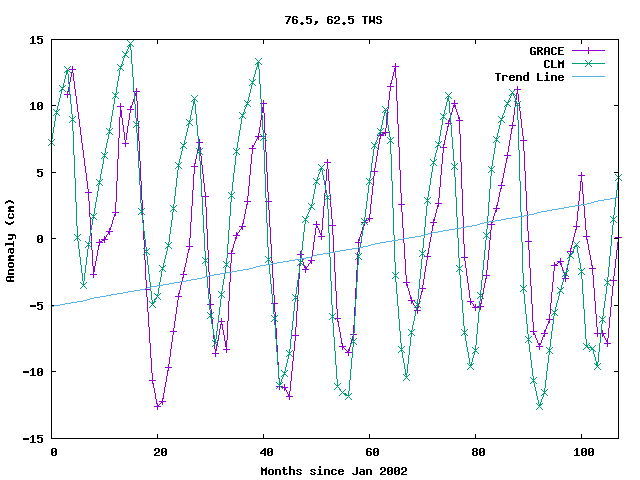 76.5, 62.5 TWS
GRACE
CLM
Trend Line
15
10
5
0
-5
-10
-15
Anomaly (cm)
0 20 40 60 80 100
Months since Jan 2002